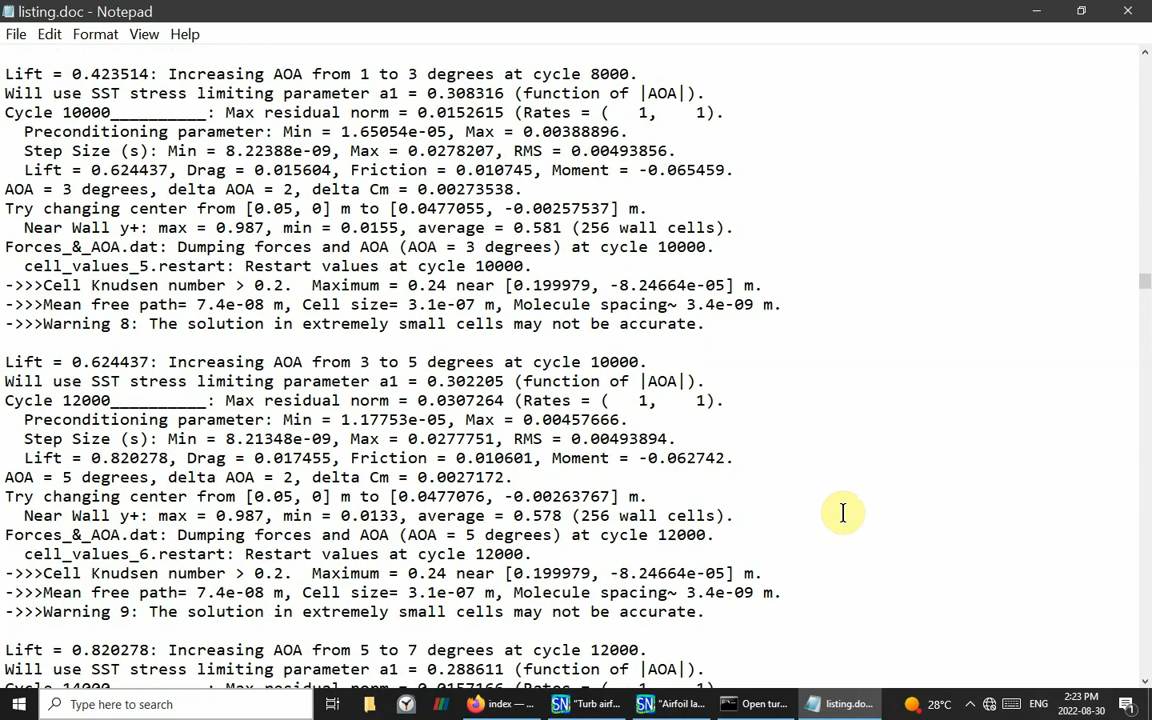 listing.doc - Notepad
File Edit Format View Help
Lift = 0.423514: Increasing AOA from 1 to 3 degrees at cycle 8000.
Will use SST stress limiting parameter a1 = 0.308316 (function of |AOA|).
Cycle 10000__________: Max residual norm = 0.0152615 (Rates = (   1,    1).
  Preconditioning parameter: Min = 1.65054e-05, Max = 0.00388896.
  Step Size (s): Min = 8.22388e-09, Max = 0.0278207, RMS = 0.00493856.
  Lift = 0.624437, Drag = 0.015604, Friction = 0.010745, Moment = -0.065459.
AOA = 3 degrees, delta AOA = 2, delta Cm = 0.00273538.
Try changing center from [0.05, 0] m to [0.0477055, -0.00257537] m.
  Near Wall y+: max = 0.987, min = 0.0155, average = 0.581 (256 wall cells).
Forces_&_AOA.dat: Dumping forces and AOA (AOA = 3 degrees) at cycle 10000.
  cell_values_5.restart: Restart values at cycle 10000.
->>>Cell Knudsen number > 0.2.  Maximum = 0.24 near [0.199979, -8.24664e-05] m.
->>>Mean free path= 7.4e-08 m, Cell size= 3.1e-07 m, Molecule spacing~ 3.4e-09 m.
->>>Warning 8: The solution in extremely small cells may not be accurate.
Lift = 0.624437: Increasing AOA from 3 to 5 degrees at cycle 10000.
Will use SST stress limiting parameter a1 = 0.302205 (function of |AOA|).
Cycle 12000__________: Max residual norm = 0.0307264 (Rates = (   1,    1).
  Preconditioning parameter: Min = 1.17753e-05, Max = 0.00457666.
  Step Size (s): Min = 8.21348e-09, Max = 0.0277751, RMS = 0.00493894.
  Lift = 0.820278, Drag = 0.017455, Friction = 0.010601, Moment = -0.062742.
AOA = 5 degrees, delta AOA = 2, delta Cm = 0.0027172.
Try changing center from [0.05, 0] m to [0.0477076, -0.00263767] m.
  Near Wall y+: max = 0.987, min = 0.0133, average = 0.578 (256 wall cells).
Forces_&_AOA.dat: Dumping forces and AOA (AOA = 5 degrees) at cycle 12000.
  cell_values_6.restart: Restart values at cycle 12000.
->>>Cell Knudsen number > 0.2.  Maximum = 0.24 near [0.199979, -8.24664e-05] m.
->>>Mean free path= 7.4e-08 m, Cell size= 3.1e-07 m, Molecule spacing~ 3.4e-09 m.
->>>Warning 9: The solution in extremely small cells may not be accurate.
Lift = 0.820278: Increasing AOA from 5 to 7 degrees at cycle 12000.
Will use SST stress limiting parameter a1 = 0.288611 (function of |AOA|).
Type here to search
index — ...
SN "Turb airf...
SN "Airfoil la...
Open tur...
listing.do...
28°C
ENG
2:23 PM
2022-08-30
1